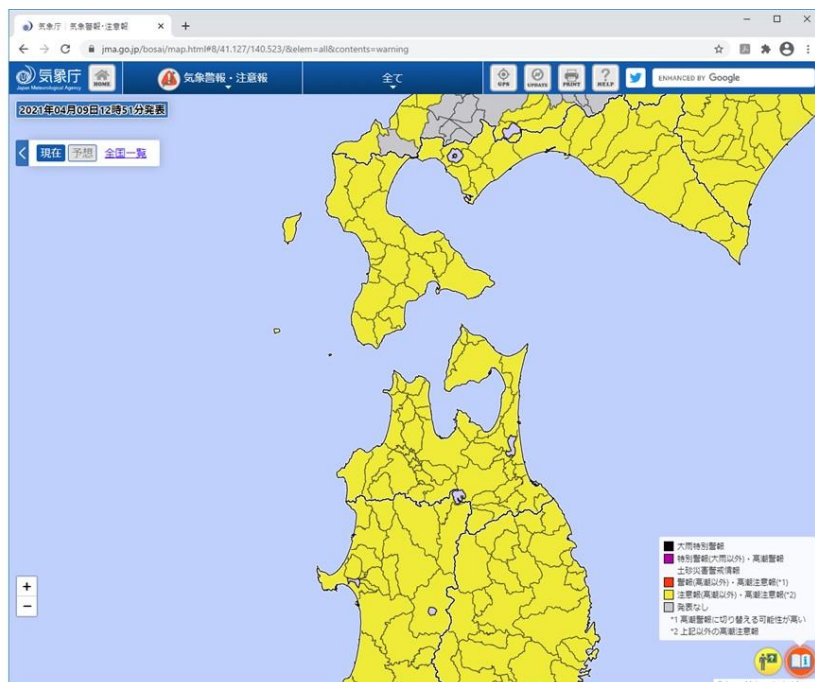 気象庁 | 気象警報・注意報
jma.go.jp/bosai/map.html#8/41.127/140.523/&elem=all&contents=warning
気象庁
Japan Meteorological Agency
HOME
気象警報・注意報
全て
GPS
UPDATE
PRINT
HELP
ENHANCED BY Google
2021年04月09日12時51分発表
現在
予想
全国一覧
+
−
大雨特別警報
特別警報(大雨以外)・高潮警報
土砂災害警戒情報
警報(高潮以外)・高潮注意報(*1)
注意報(高潮以外)・高潮注意報(*2)
発表なし
*1 高潮警報に切り替える可能性が高い
*2 上記以外の高潮注意報